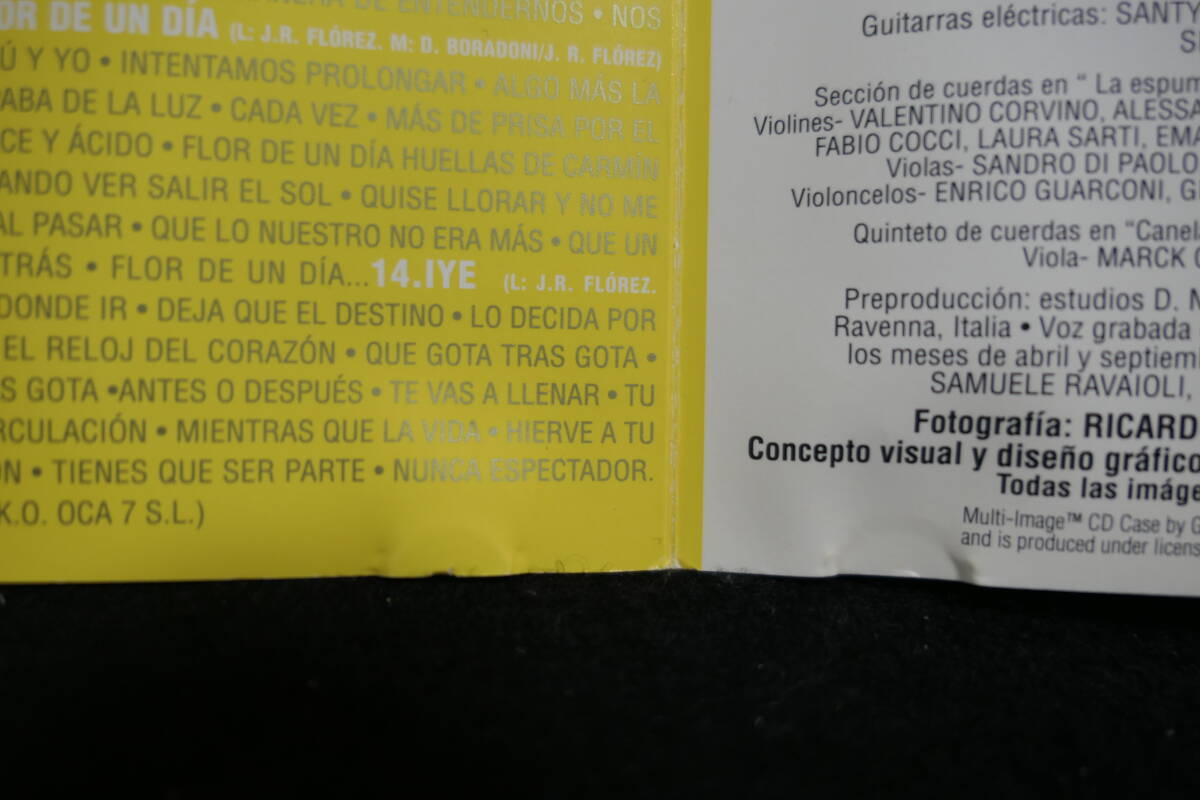 MANERA DE ENTENDERNOS • NOS
OR DE UN DÍA (L: J.R. FLÓREZ. M: D. BORADONI/J. R. FLÓREZ)
Ú Y YO • INTENTAMOS PROLONGAR • ALGO MÁS LA
ABA DE LA LUZ • CADA VEZ • MÁS DE PRISA POR EL
CE Y ÁCIDO • FLOR DE UN DÍA HUELLAS DE CARMÍN
ANDO VER SALIR EL SOL • QUISE LLORAR Y NO ME
AL PASAR • QUE LO NUESTRO NO ERA MÁS • QUE UN
TRÁS • FLOR DE UN DÍA...14.IYE (L: J.R. FLÓREZ.
DONDE IR • DEJA QUE EL DESTINO • LO DECIDA POR
EL RELOJ DEL CORAZÓN • QUE GOTA TRAS GOTA •
S GOTA •ANTES O DESPUÉS • TE VAS A LLENAR • TU
RCULACIÓN • MIENTRAS QUE LA VIDA • HIERVE A TU
ÓN • TIENES QUE SER PARTE • NUNCA ESPECTADOR.
K.O. OCA 7 S.L.)
Guitarras eléctricas: SANTY
Sección de cuerdas en " La espum
Violines- VALENTINO CORVINO, ALESSA
FABIO COCCI, LAURA SARTI, EMA
Violas- SANDRO DI PAOLO
Violoncelos- ENRICO GUARCONI, G
Quinteto de cuerdas en "Canela
Viola- MARCK
Preproducción: estudios D. N
Ravenna, Italia • Voz grabada
los meses de abril y septiem
SAMUELE RAVAIOLI,
Fotografía: RICARD
Concepto visual y diseño gráfico
Todas las imáge
Multi-Image™ CD Case by G
and is produced under licens